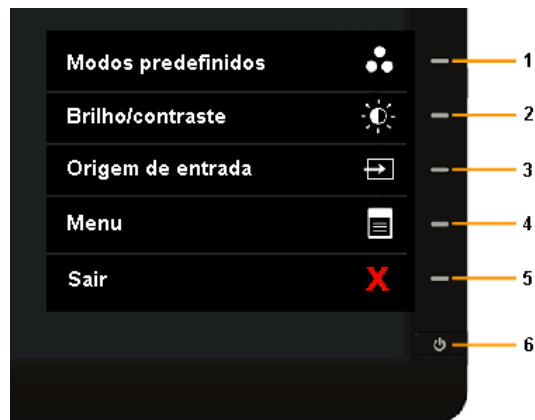 Modos predefinidos
1
Brilho/contraste
2
Origem de entrada
3
Menu
4
Sair
X
5
6